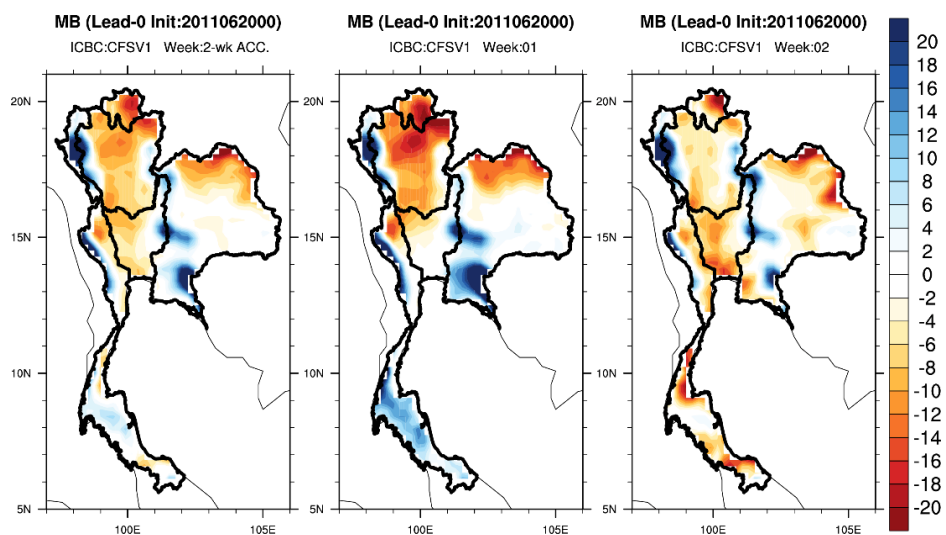 MB (Lead-0 Init:2011062000)
ICBC:CFSV1 Week:2-wk ACC.
20N
15N
10N
5N
100E
105E
MB (Lead-0 Init:2011062000)
ICBC:CFSV1 Week:01
20N
15N
10N
5N
100E
105E
MB (Lead-0 Init:2011062000)
ICBC:CFSV1 Week:02
20N
15N
10N
5N
100E
105E
20
18
16
14
12
10
8
6
4
2
0
-2
-4
-6
-8
-10
-12
-14
-16
-18
-20